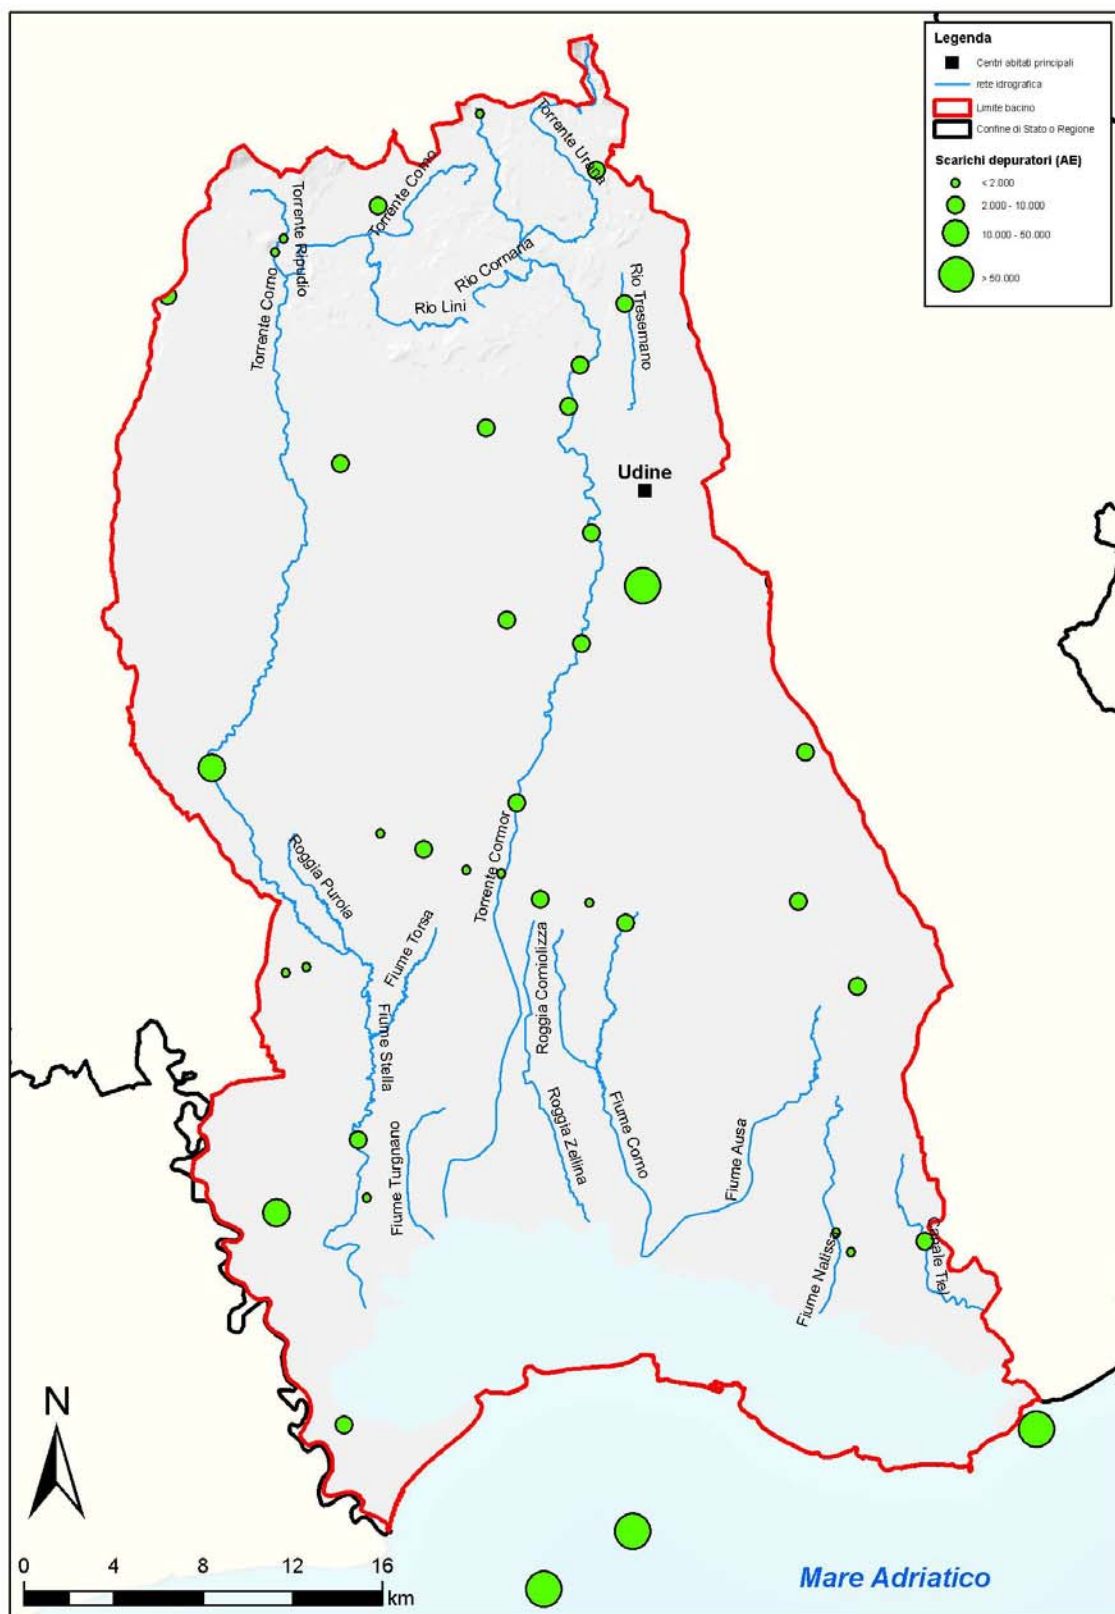 Legenda
Centri abitati principali
rete idrografica
Limite bacino
Confine di Stato o Regione
Scarichi depuratori (AE)
< 2.000
2.000 - 10.000
10.000 - 50.000
> 50.000
Torrente Urana
Torrente Corno
Torrente Ripudio
Torrente Corno
Rio Cornaria
Rio Lini
Rio Tresemano
Udine
Torrente Cormor
Roggia Puroia
Fiume Torsa
Roggia Corniolizza
Fiume Stella
Fiume Turgnano
Roggia Zellina
Fiume Corno
Fiume Ausa
Fiume Natissa
Canale Tiel
N
0 4 8 12 16
km
Mare Adriatico